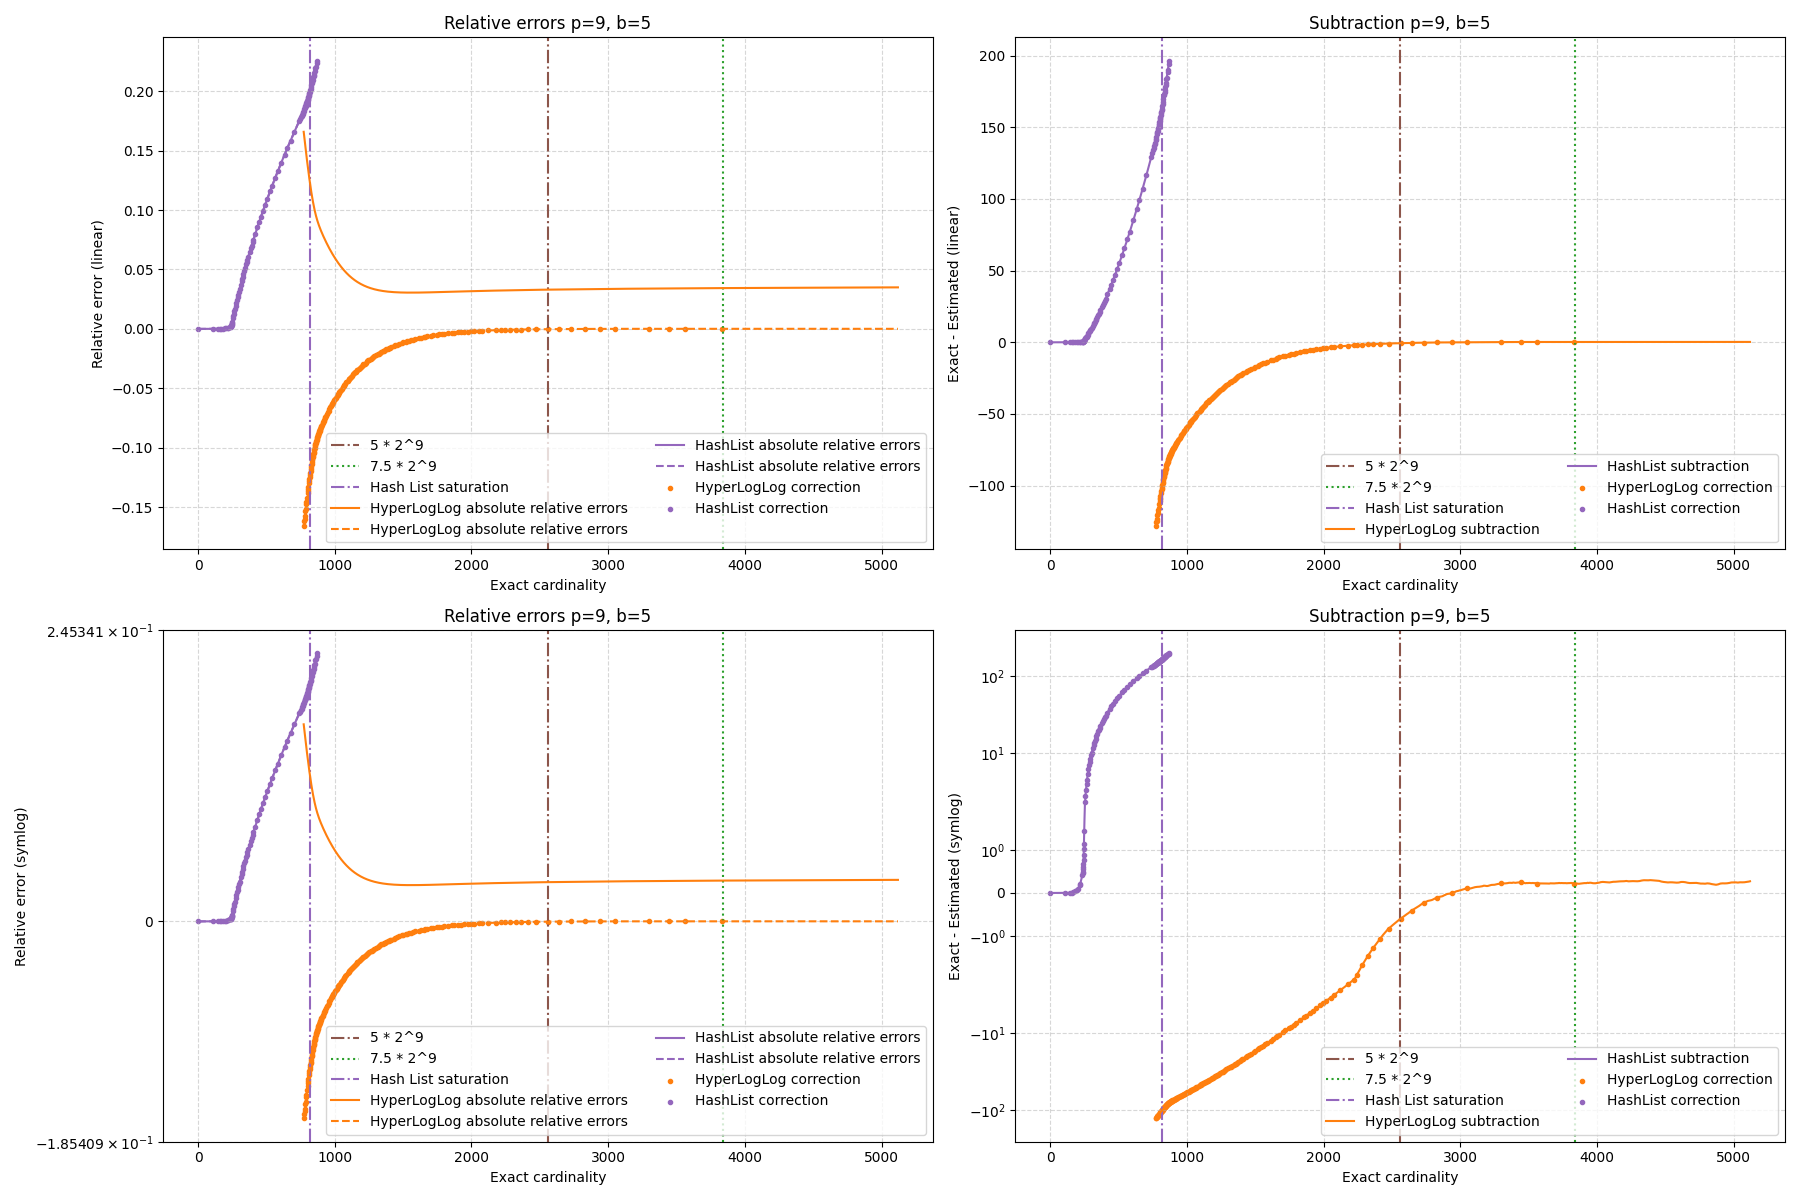 Relative errors p=9, b=5
Relative error (linear)
0.20
0.15
0.10
0.05
0.00
−0.05
−0.10
−0.15
0 1000 2000 3000 4000 5000
Exact cardinality
5 * 2^9
7.5 * 2^9
Hash List saturation
HyperLogLog absolute relative errors
HyperLogLog absolute relative errors
HashList absolute relative errors
HashList absolute relative errors
HyperLogLog correction
HashList correction
Subtraction p=9, b=5
Exact - Estimated (linear)
200
150
100
50
0
−50
−100
0 1000 2000 3000 4000 5000
Exact cardinality
5 * 2^9
7.5 * 2^9
Hash List saturation
HyperLogLog subtraction
HashList subtraction
HyperLogLog correction
HashList correction
Relative errors p=9, b=5
Relative error (symlog)
2.45341 × 10^−1
0
−1.85409 × 10^−1
0 1000 2000 3000 4000 5000
Exact cardinality
5 * 2^9
7.5 * 2^9
Hash List saturation
HyperLogLog absolute relative errors
HyperLogLog absolute relative errors
HashList absolute relative errors
HashList absolute relative errors
HyperLogLog correction
HashList correction
Subtraction p=9, b=5
Exact - Estimated (symlog)
10^2
10^1
10^0
0
−10^0
−10^1
−10^2
0 1000 2000 3000 4000 5000
Exact cardinality
5 * 2^9
7.5 * 2^9
Hash List saturation
HyperLogLog subtraction
HashList subtraction
HyperLogLog correction
HashList correction